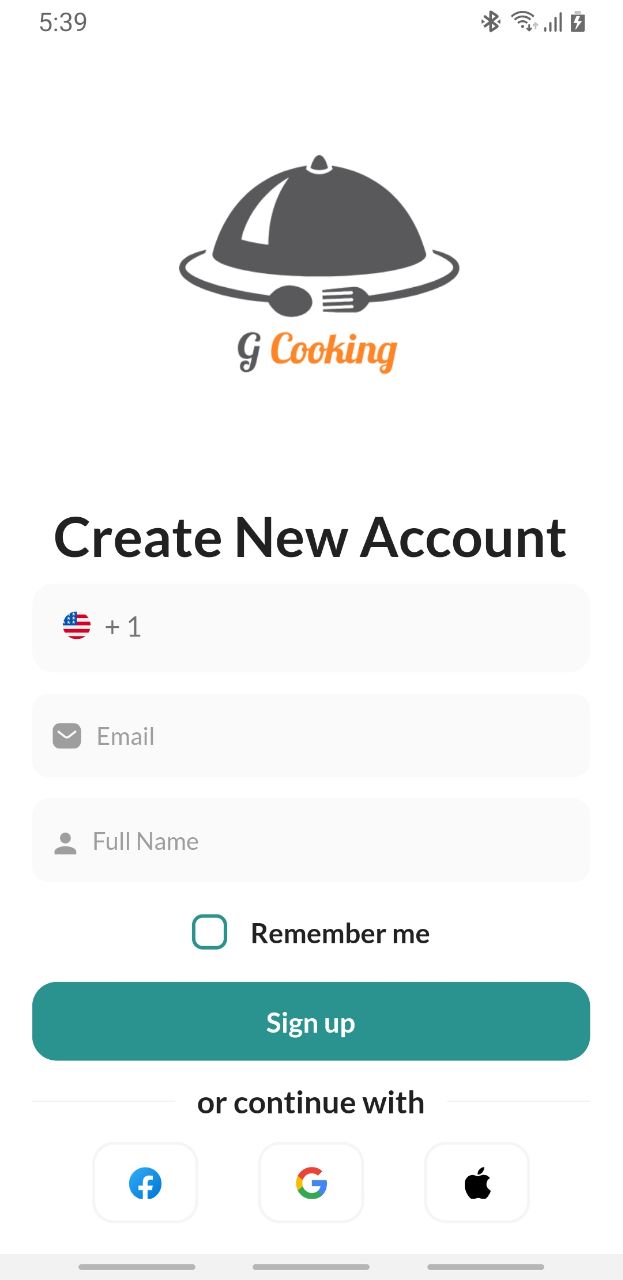 5:39
G Cooking
Create New Account
+ 1
Email
Full Name
Remember me
Sign up
or continue with